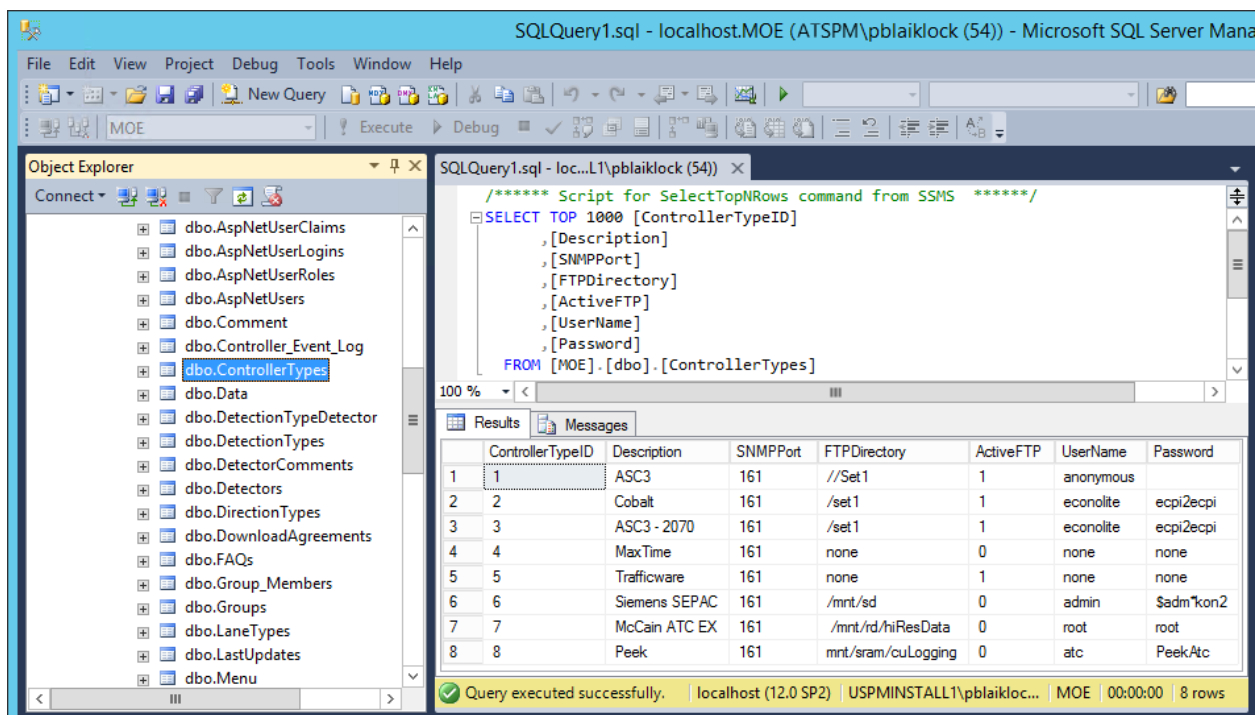 SQLQuery1.sql - localhost.MOE (ATSPM\pblaiklock (54)) - Microsoft SQL Server Mana
File Edit View Project Debug Tools Window Help
New Query
MOE Execute Debug
Object Explorer
Connect
dbo.AspNetUserClaims
dbo.AspNetUserLogins
dbo.AspNetUserRoles
dbo.AspNetUsers
dbo.Comment
dbo.Controller_Event_Log
dbo.ControllerTypes
dbo.Data
dbo.DetectionTypeDetector
dbo.DetectionTypes
dbo.DetectorComments
dbo.Detectors
dbo.DirectionTypes
dbo.DownloadAgreements
dbo.FAQs
dbo.Group_Members
dbo.Groups
dbo.LaneTypes
dbo.LastUpdates
dbo.Menu
SQLQuery1.sql - loc...L1\pblaiklock (54))
/****** Script for SelectTopNRows command from SSMS ******/
SELECT TOP 1000 [ControllerTypeID]
,[Description]
,[SNMPPort]
,[FTPDirectory]
,[ActiveFTP]
,[UserName]
,[Password]
FROM [MOE].[dbo].[ControllerTypes]
100 %
Results Messages
ControllerTypeID Description SNMPPort FTPDirectory ActiveFTP UserName Password
1 1 ASC3 161 //Set1 1 anonymous
2 2 Cobalt 161 /set1 1 econolite ecpi2ecpi
3 3 ASC3 - 2070 161 /set1 1 econolite ecpi2ecpi
4 4 MaxTime 161 none 0 none none
5 5 Trafficware 161 none 1 none none
6 6 Siemens SEPAC 161 /mnt/sd 0 admin $adm*kon2
7 7 McCain ATC EX 161 /mnt/rd/hiResData 0 root root
8 8 Peek 161 mnt/sram/cuLogging 0 atc PeekAtc
Query executed successfully. localhost (12.0 SP2) USPMINSTALL1\pblaikloc... MOE 00:00:00 8 rows